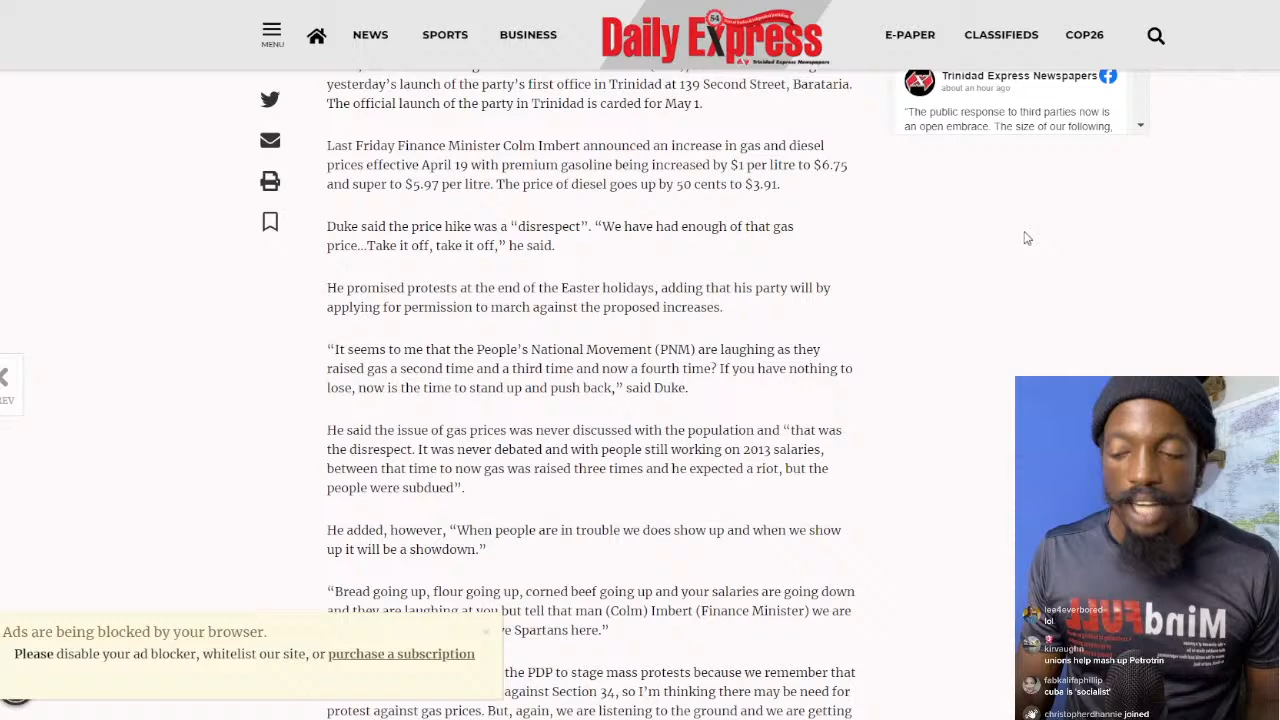 MENU
NEWS
SPORTS
BUSINESS
54
Daily Express
Trinidad Express Newspapers
E-PAPER
CLASSIFIEDS
COP26
yesterday's launch of the party's first office in Trinidad at 139 Second Street, Barataria.
The official launch of the party in Trinidad is carded for May 1.
Last Friday Finance Minister Colm Imbert announced an increase in gas and diesel
prices effective April 19 with premium gasoline being increased by $1 per litre to $6.75
and super to $5.97 per litre. The price of diesel goes up by 50 cents to $3.91.
Duke said the price hike was a “disrespect”. “We have had enough of that gas
price...Take it off, take it off,” he said.
He promised protests at the end of the Easter holidays, adding that his party will by
applying for permission to march against the proposed increases.
“It seems to me that the People's National Movement (PNM) are laughing as they
raised gas a second time and a third time and now a fourth time? If you have nothing to
lose, now is the time to stand up and push back,” said Duke.
He said the issue of gas prices was never discussed with the population and “that was
the disrespect. It was never debated and with people still working on 2013 salaries,
between that time to now gas was raised three times and he expected a riot, but the
people were subdued”.
He added, however, “When people are in trouble we does show up and when we show
up it will be a showdown.”
“Bread going up, flour going up, corned beef going up and your salaries are going down
and they are laughing at you but tell that man (Colm) Imbert (Finance Minister) we are
ve Spartans here.”
the PDP to stage mass protests because we remember that
against Section 34, so I'm thinking there may be need for
protest against gas prices. But, again, we are listening to the ground and we are getting
Trinidad Express Newspapers
about an hour ago
“The public response to third parties now is
an open embrace. The size of our following,
REV
Ads are being blocked by your browser.
Please disable your ad blocker, whitelist our site, or purchase a subscription
MindFULL
lee4everbored
lol
kirvaughn
unions help mash up Petrotrin
fabkalifaphillip
cuba is 'socialist'
christopherdhannie joined